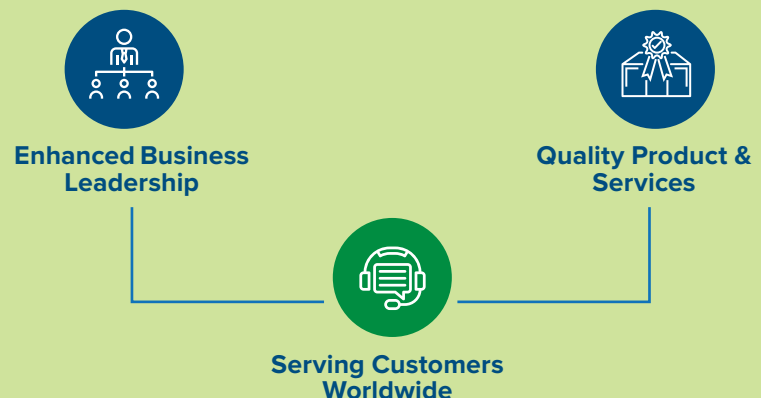 Enhanced Business
Leadership
Quality Product &
Services
Serving Customers
Worldwide